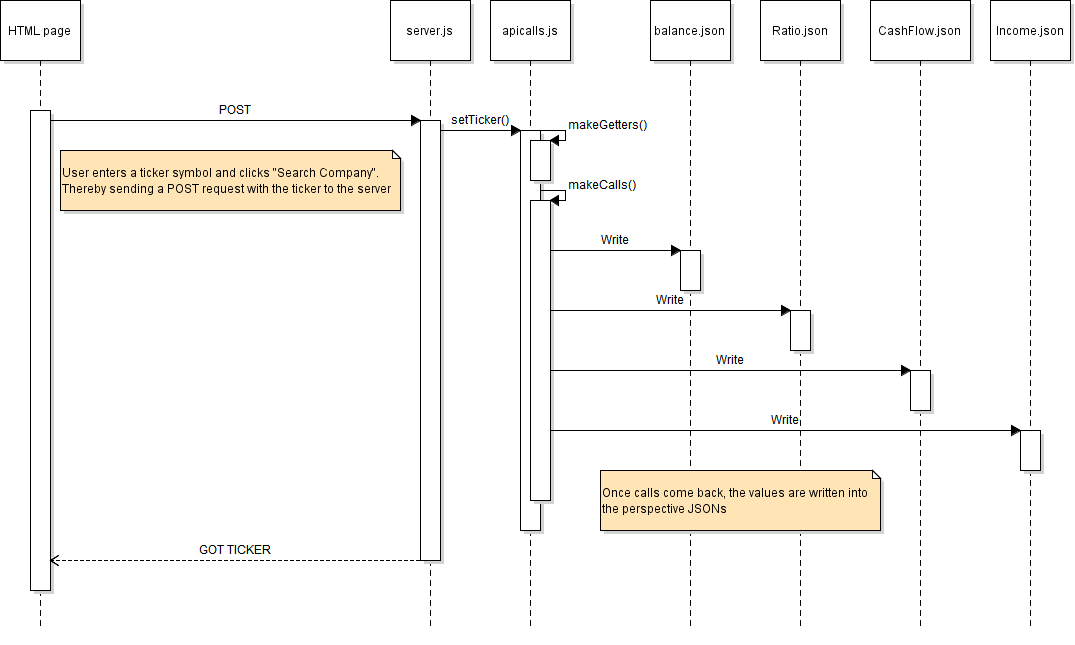 HTML page
server.js
apicalls.js
balance.json
Ratio.json
CashFlow.json
Income.json
POST
setTicker()
makeGetters()
User enters a ticker symbol and clicks "Search Company".
Thereby sending a POST request with the ticker to the server
makeCalls()
Write
Write
Write
Write
Once calls come back, the values are written into
the perspective JSONs
GOT TICKER